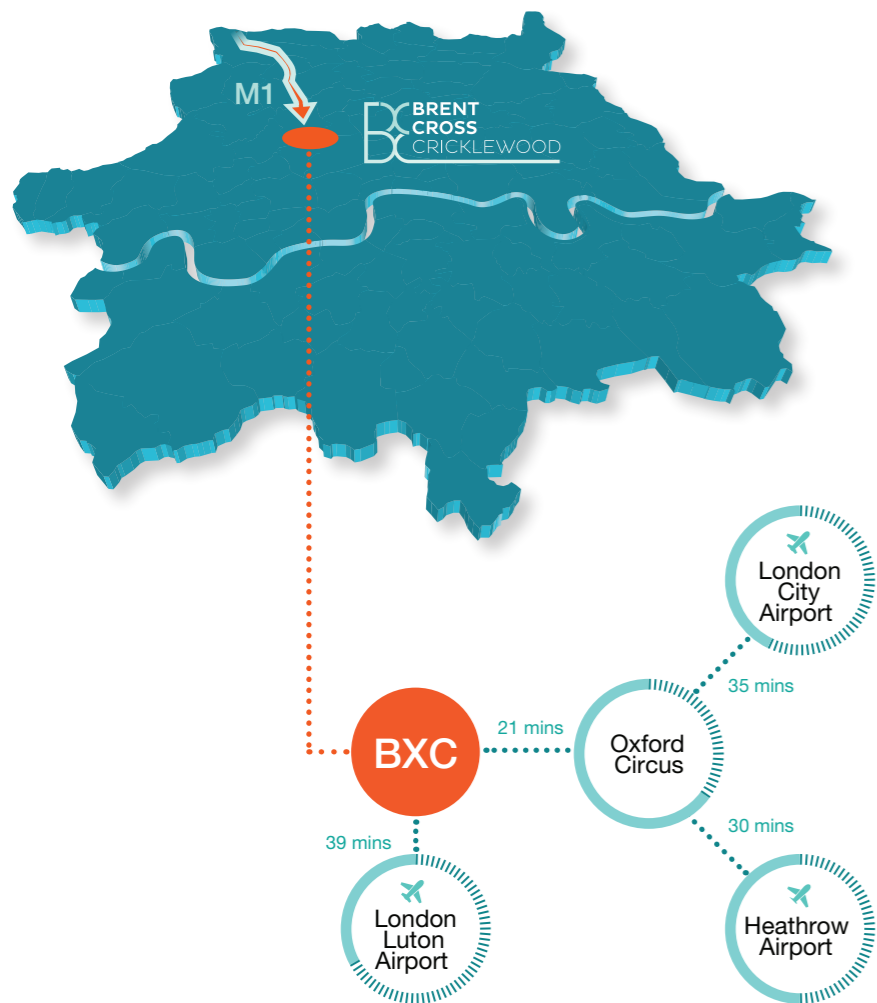 M1
BRENT
CROSS
CRICKLEWOOD
London
City
Airport
35 mins
21 mins
BXC
Oxford
Circus
30 mins
39 mins
London
Luton
Airport
Heathrow
Airport